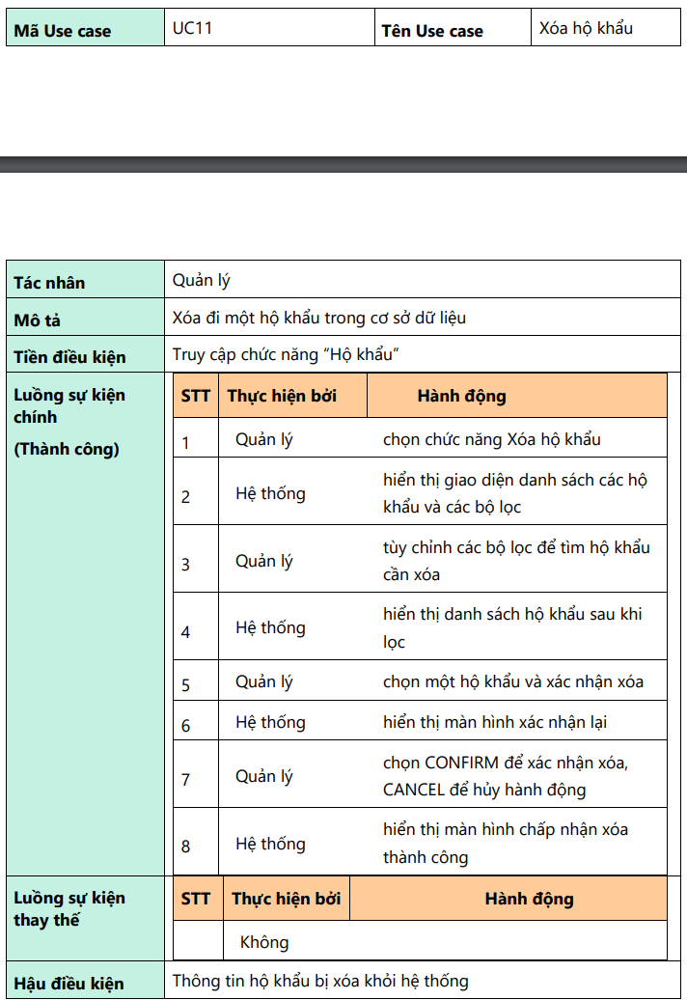 Mã Use case UC11 Tên Use case Xóa hộ khẩu
Tác nhân Quản lý
Mô tả Xóa đi một hộ khẩu trong cơ sở dữ liệu
Tiền điều kiện Truy cập chức năng “Hộ khẩu”
Luồng sự kiện
chính
(Thành công)
STT Thực hiện bởi Hành động
1 Quản lý chọn chức năng Xóa hộ khẩu
2 Hệ thống hiển thị giao diện danh sách các hộ
khẩu và các bộ lọc
3 Quản lý tùy chỉnh các bộ lọc để tìm hộ khẩu
cần xóa
4 Hệ thống hiển thị danh sách hộ khẩu sau khi
lọc
5 Quản lý chọn một hộ khẩu và xác nhận xóa
6 Hệ thống hiển thị màn hình xác nhận lại
7 Quản lý chọn CONFIRM để xác nhận xóa,
CANCEL để hủy hành động
8 Hệ thống hiển thị màn hình chấp nhận xóa
thành công
Luồng sự kiện
thay thế
STT Thực hiện bởi Hành động
Không
Hậu điều kiện Thông tin hộ khẩu bị xóa khỏi hệ thống